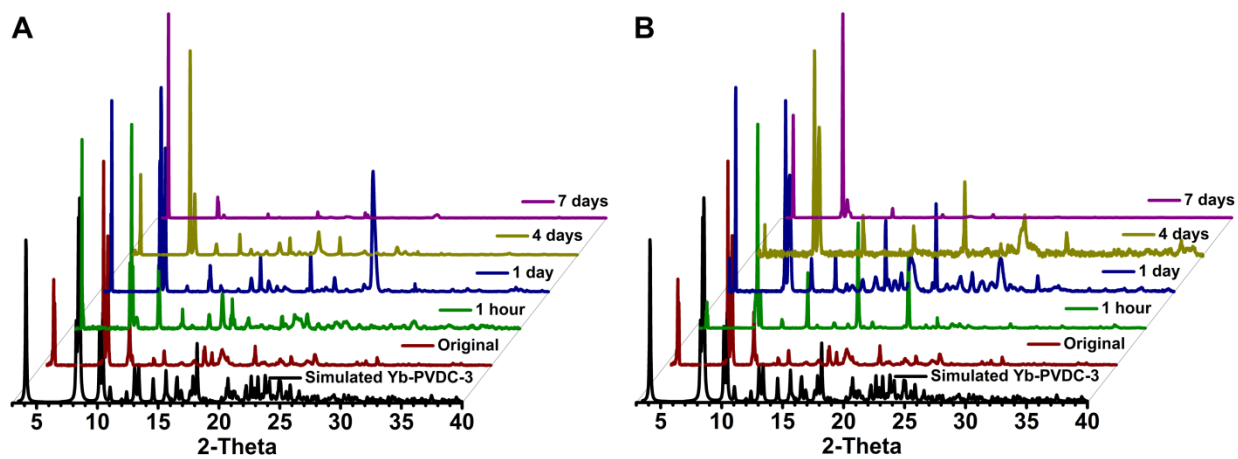 A
7 days
4 days
1 day
1 hour
Original
Simulated Yb-PVDC-3
5 10 15 20 25 30 35 40
2-Theta
B
7 days
4 days
1 day
1 hour
Original
Simulated Yb-PVDC-3
5 10 15 20 25 30 35 40
2-Theta